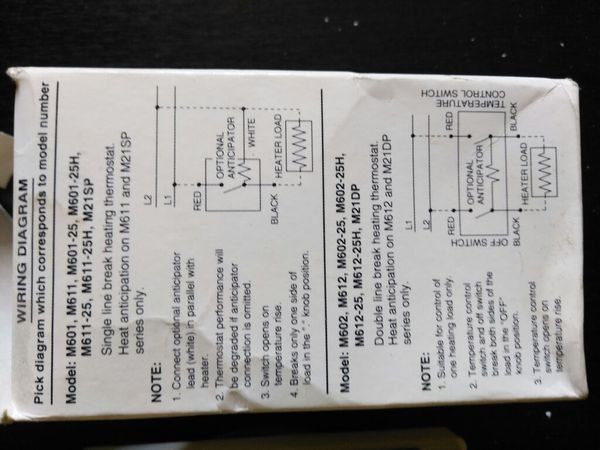 WIRING DIAGRAM
Pick diagram which corresponds to model number
Model: M601, M611, M601-25, M601-25H,
M611-25, M611-25H, M21SP
Single line break heating thermostat.
Heat anticipation on M611 and M21SP
series only.
NOTE:
1. Connect optional anticipator
lead (white) in parallel with
heater.
2. Thermostat performance will
be degraded if anticipator
connection is omitted.
3. Switch opens on
temperature rise.
4. Breaks only one side of
load in the "-" knob position.
L2
L1
RED
OPTIONAL
ANTICIPATOR
WHITE
BLACK
HEATER LOAD
Model: M602, M612, M602-25, M602-25H,
M612-25, M612-25H, M21DP
Double line break heating thermostat.
Heat anticipation on M612 and M21DP
series only.
NOTE:
1. Suitable for control of
one heating load only.
2. Temperature control
switch and off switch
break both sides of the
load in the "OFF"
knob position.
3. Temperature control
switch opens on
temperature rise.
TEMPERATURE
CONTROL SWITCH
L1
L2
RED
BLACK
OPTIONAL
ANTICIPATOR
HEATER LOAD
RED
BLACK
OFF SWITCH